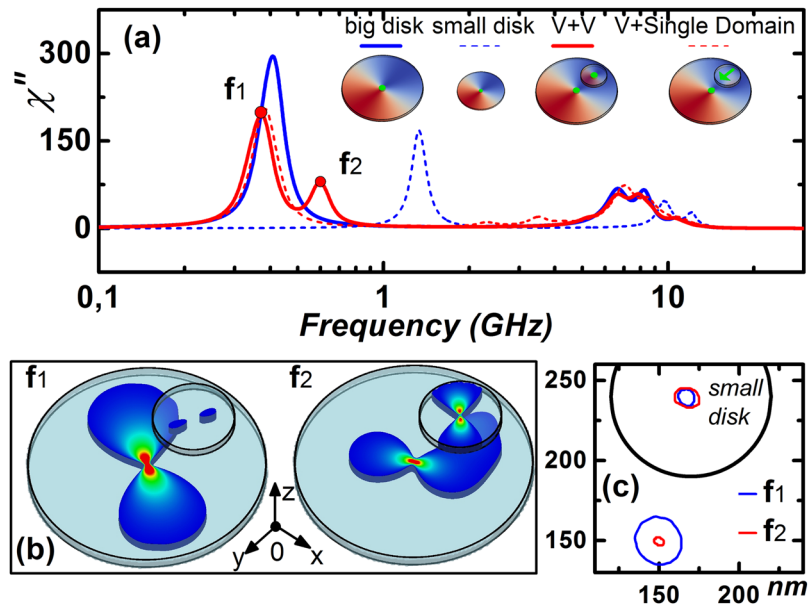 (a)
big disk small disk V+V V+Single Domain
300
150
0
χ″
f1
f2
0,1 1 10
Frequency (GHz)
f1 f2
z
y 0 x
(b)
250
200
150
small
disk
(c)
f1
f2
150 200 nm